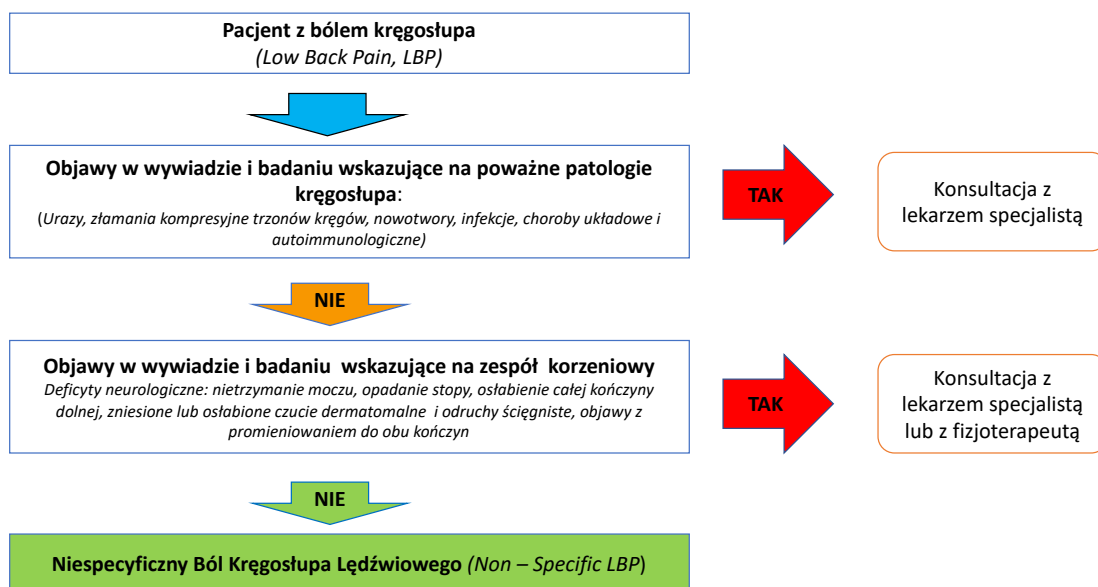 Pacjent z bólem kręgosłupa
(Low Back Pain, LBP)
Objawy w wywiadzie i badaniu wskazujące na poważne patologie
kręgosłupa:
(Urazy, złamania kompresyjne trzonów kręgów, nowotwory, infekcje, choroby układowe i
autoimmunologiczne)
TAK
Konsultacja z
lekarzem specjalistą
NIE
Objawy w wywiadzie i badaniu wskazujące na zespół korzeniowy
Deficyty neurologiczne: nietrzymanie moczu, opadanie stopy, osłabienie całej kończyny
dolnej, zniesione lub osłabione czucie dermatomalne i odruchy ścięgniste, objawy z
promieniowaniem do obu kończyn
TAK
Konsultacja z
lekarzem specjalistą
lub z fizjoterapeutą
NIE
Niespecyficzny Ból Kręgosłupa Lędźwiowego (Non – Specific LBP)